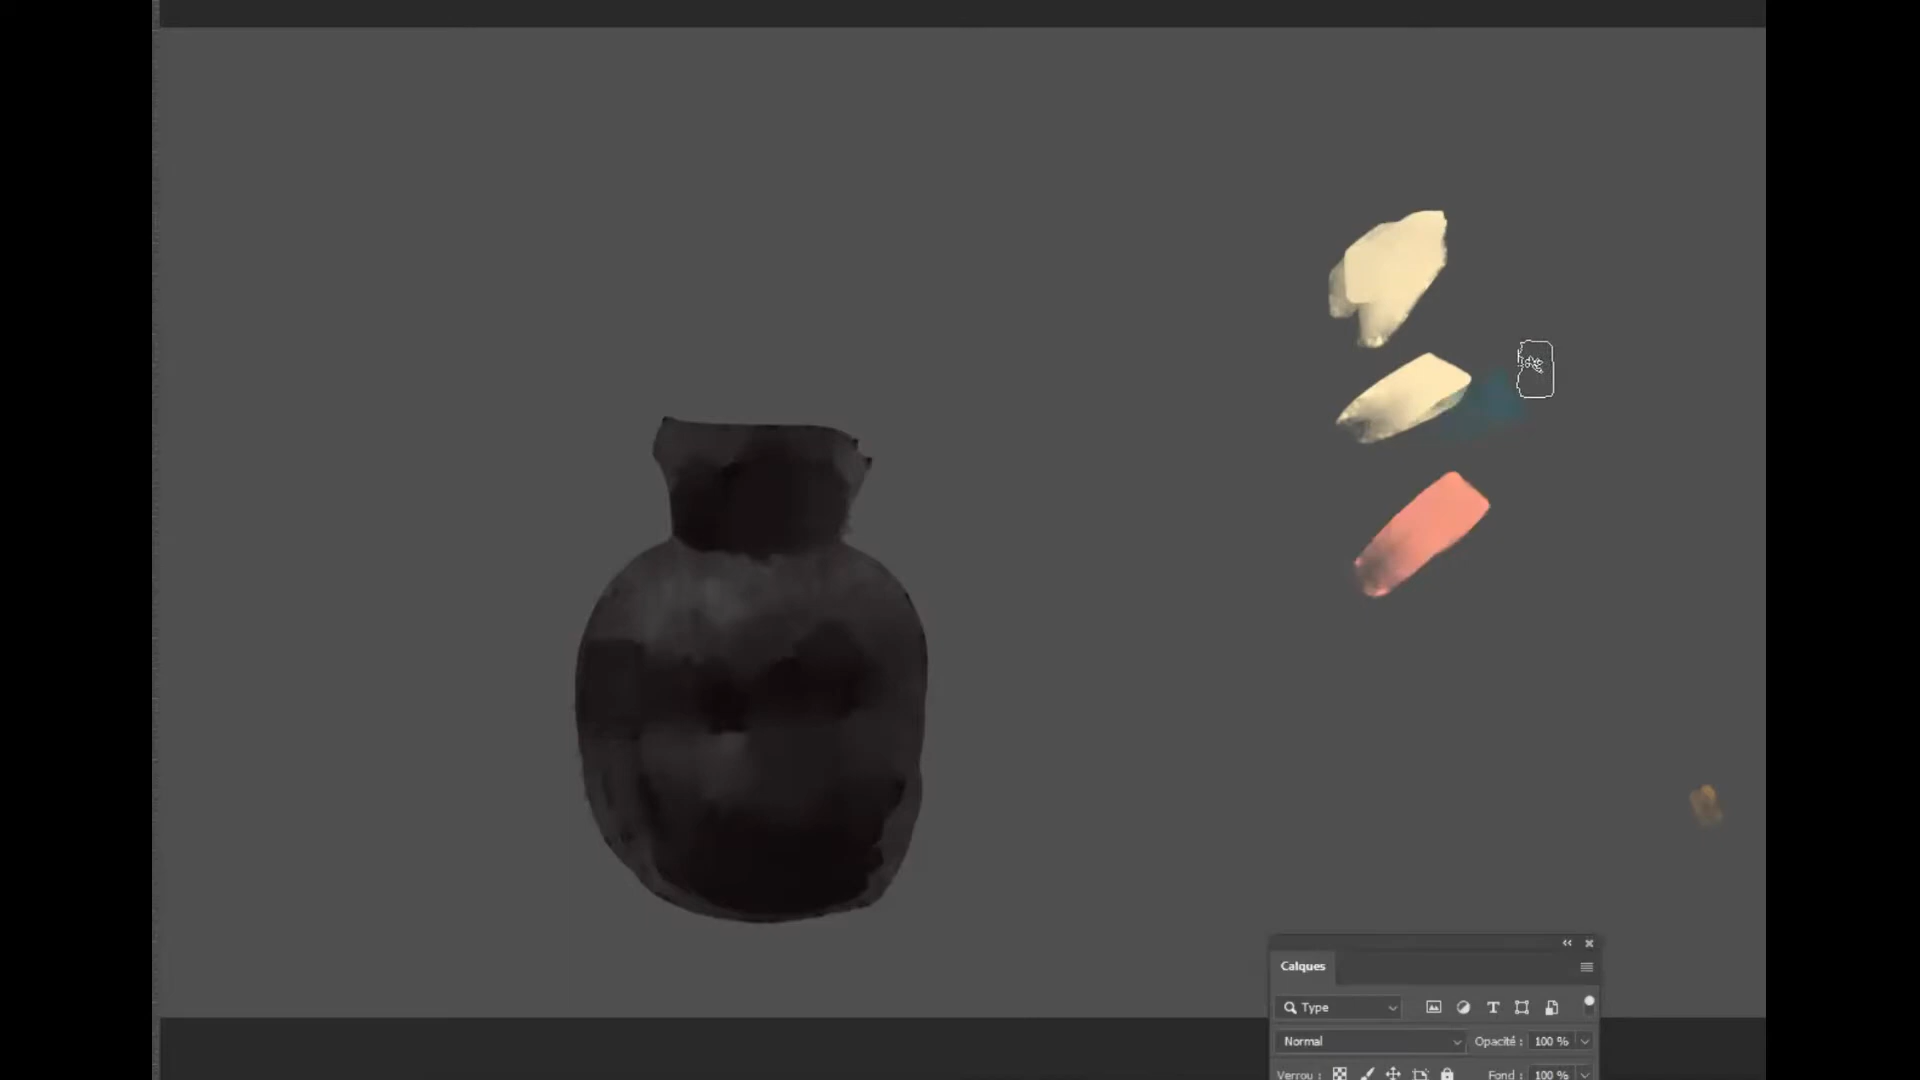 Calques
Type
Normal Opacité : 100 %
Verrou : Fond : 100 %